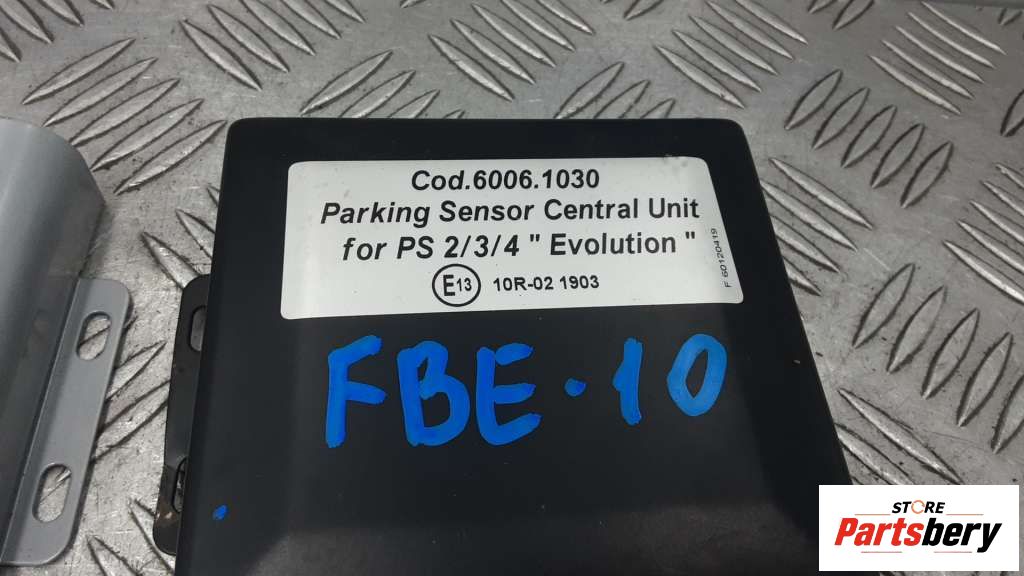 Cod.6006.1030
Parking Sensor Central Unit
for PS 2/3/4 " Evolution "
E13 10R-02 1903
F 60120419
FBE·10
STORE
Partsbery